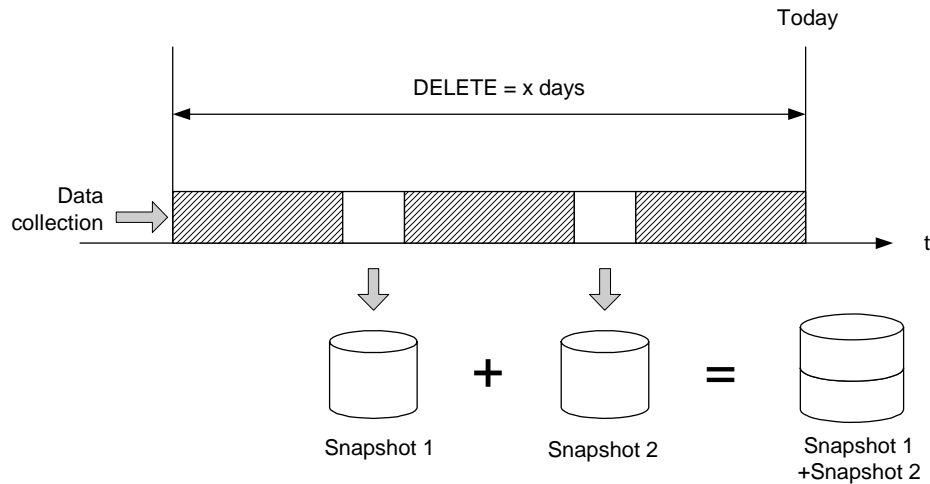 Today
DELETE = x days
Data
collection
t
+
=
Snapshot 1
Snapshot 2
Snapshot 1
+Snapshot 2